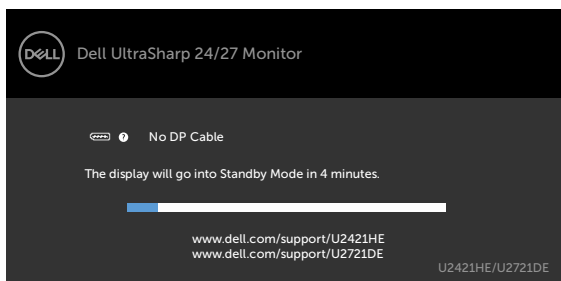 DELL Dell UltraSharp 24/27 Monitor
? No DP Cable
The display will go into Standby Mode in 4 minutes.
www.dell.com/support/U2421HE
www.dell.com/support/U2721DE
U2421HE/U2721DE